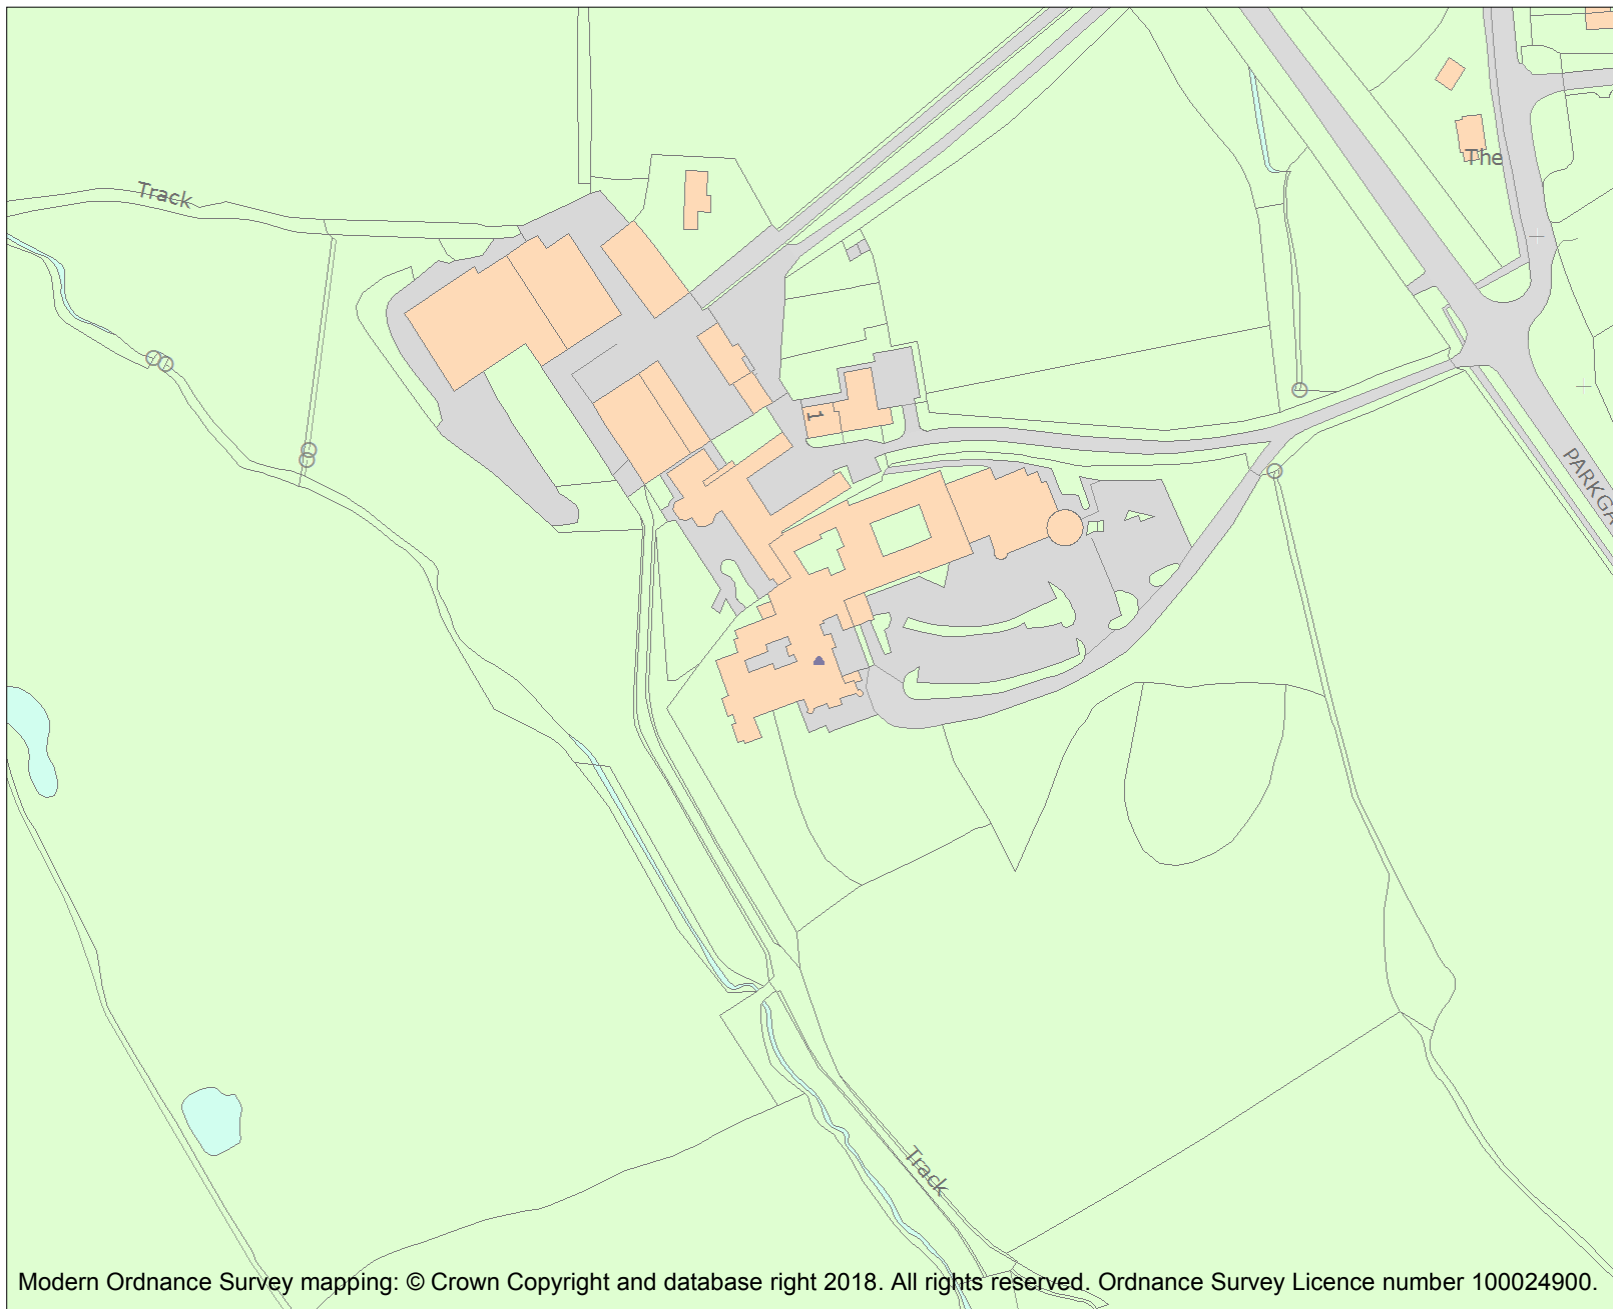 Track
The
1
PARKGA
Track
Modern Ordnance Survey mapping: © Crown Copyright and database right 2018. All rights reserved. Ordnance Survey Licence number 100024900.